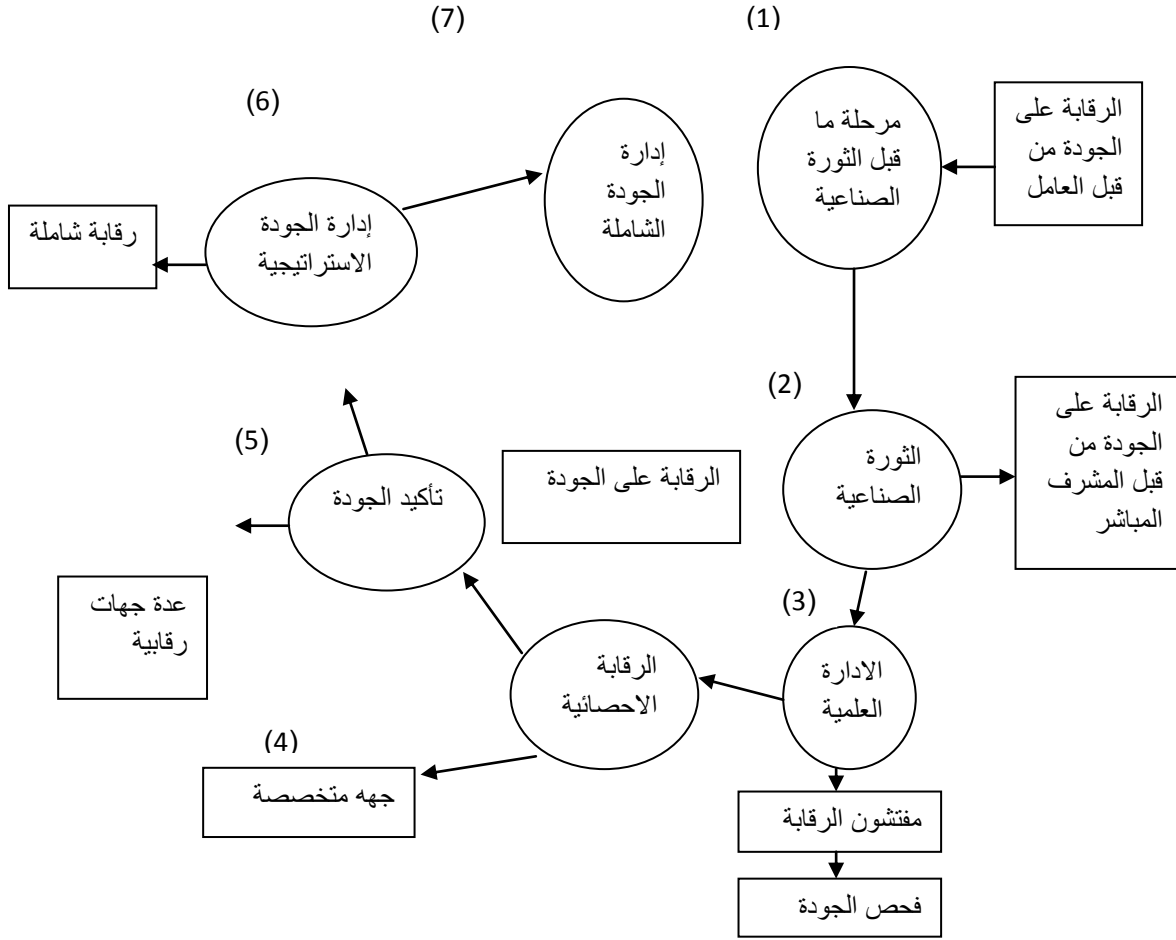 (1)
مرحلة ما
قبل الثورة
الصناعية
الرقابة على
الجودة من
قبل العامل
(2)
الثورة
الصناعية
الرقابة على
الجودة من
قبل المشرف
المباشر
(3)
الادارة
العلمية
مفتشون الرقابة
فحص الجودة
الرقابة
الاحصائية
(4)
جهه متخصصة
الرقابة على الجودة
(5)
تأكيد الجودة
عدة جهات
رقابية
(6)
إدارة الجودة
الاستراتيجية
رقابة شاملة
(7)
إدارة
الجودة
الشاملة